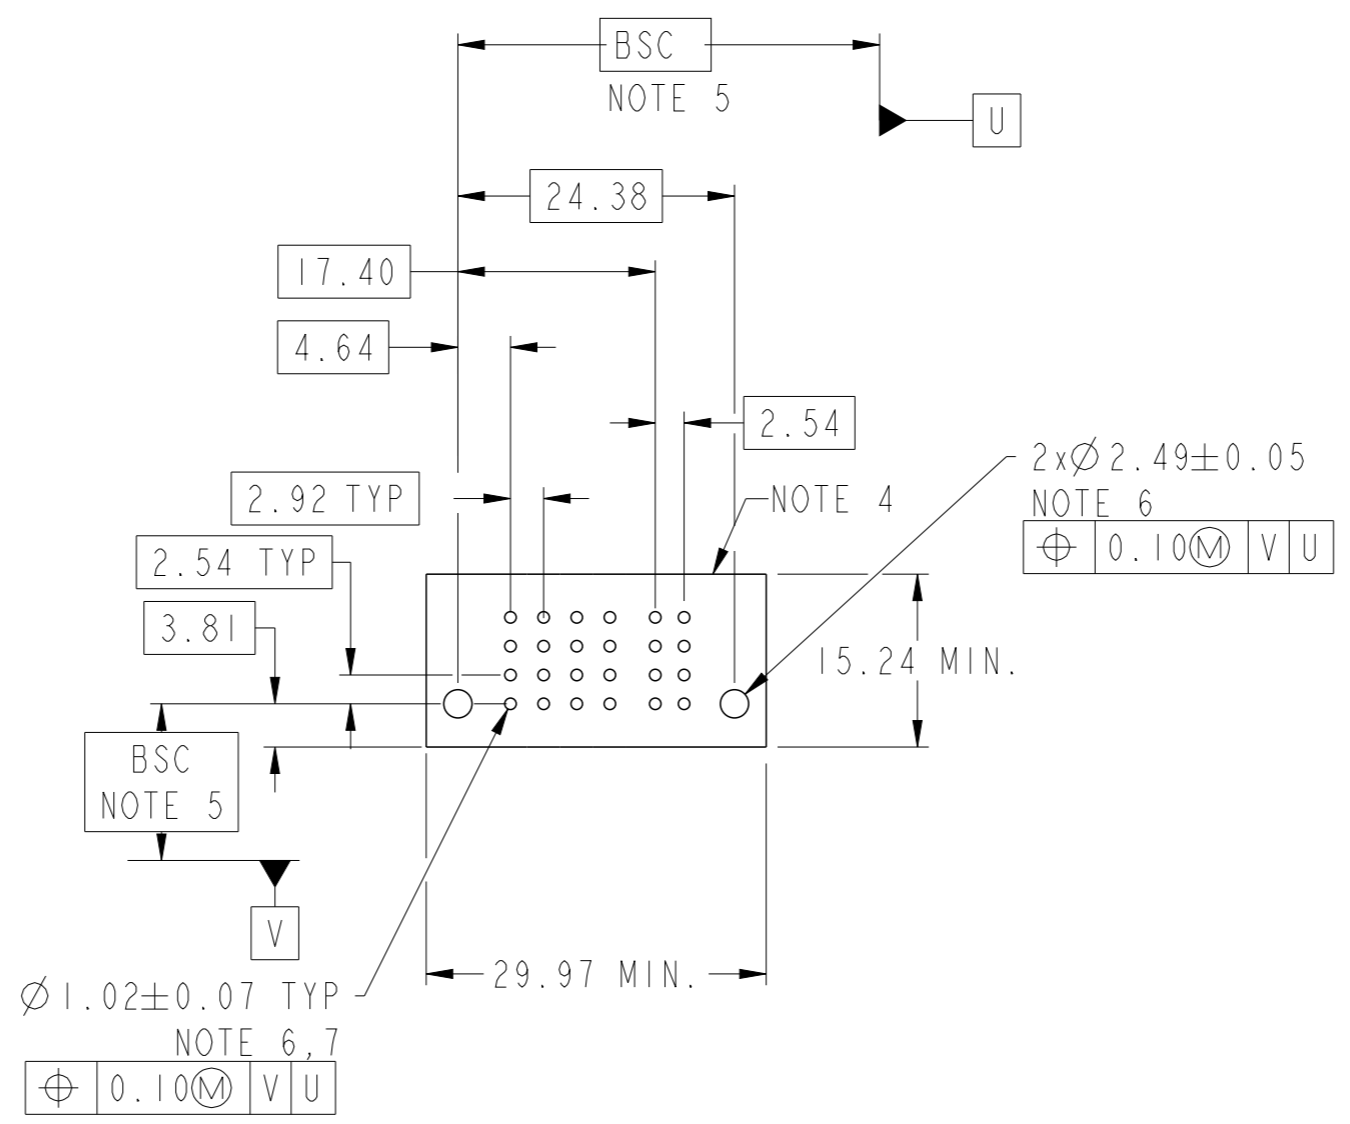 BSC
NOTE 5
U
24.38
17.40
4.64
2.54
2x⌀2.49±0.05
NOTE 6
⌖ 0.10Ⓜ V U
2.92 TYP
NOTE 4
2.54 TYP
3.81
15.24 MIN.
BSC
NOTE 5
V
29.97 MIN.
⌀1.02±0.07 TYP
NOTE 6,7
⌖ 0.10Ⓜ V U